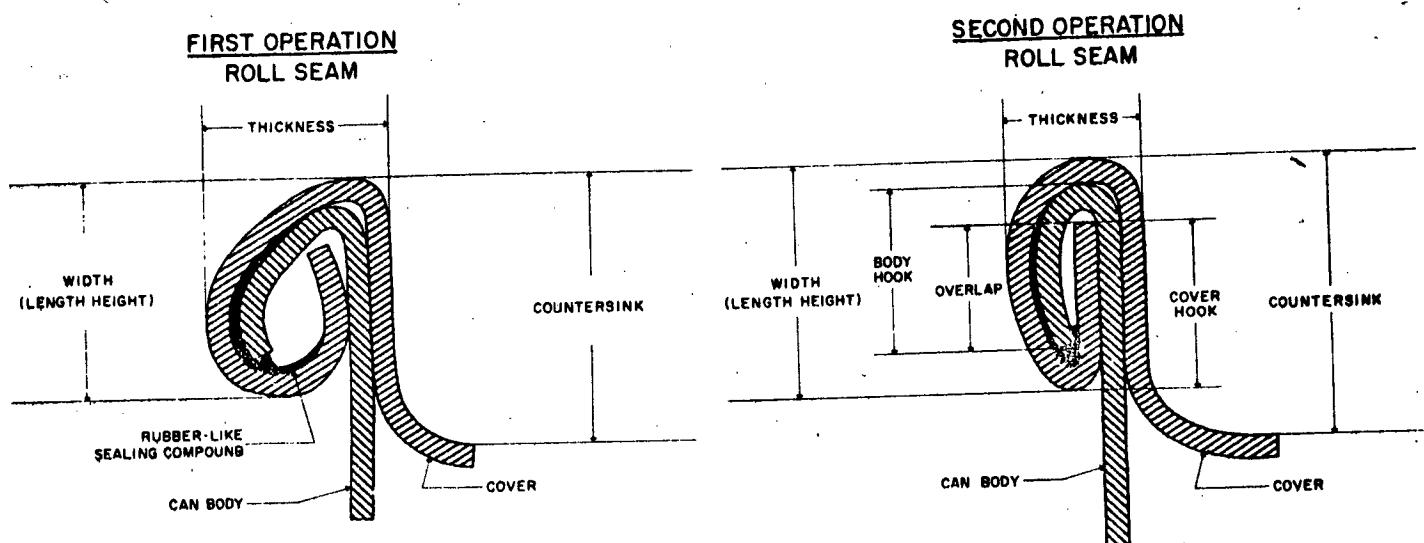 FIRST OPERATION
ROLL SEAM
THICKNESS
WIDTH
(LENGTH HEIGHT)
COUNTERSINK
RUBBER-LIKE
SEALING COMPOUND
CAN BODY
COVER
SECOND OPERATION
ROLL SEAM
THICKNESS
WIDTH
(LENGTH HEIGHT)
BODY
HOOK
OVERLAP
COVER
HOOK
COUNTERSINK
CAN BODY
COVER